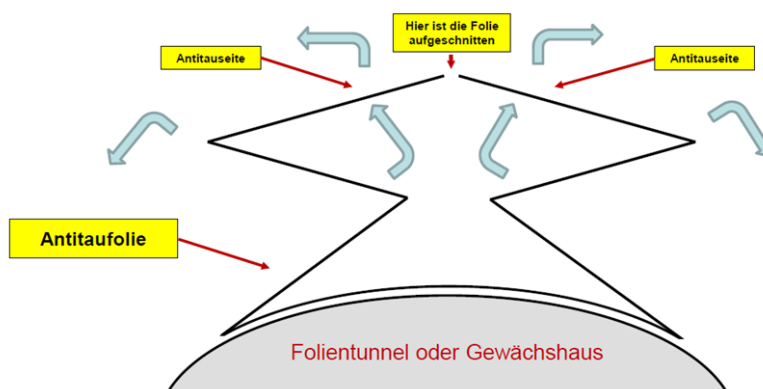 Hier ist die Folie
aufgeschnitten
Antitauseite
Antitauseite
Antitaufolie
Folientunnel oder Gewächshaus